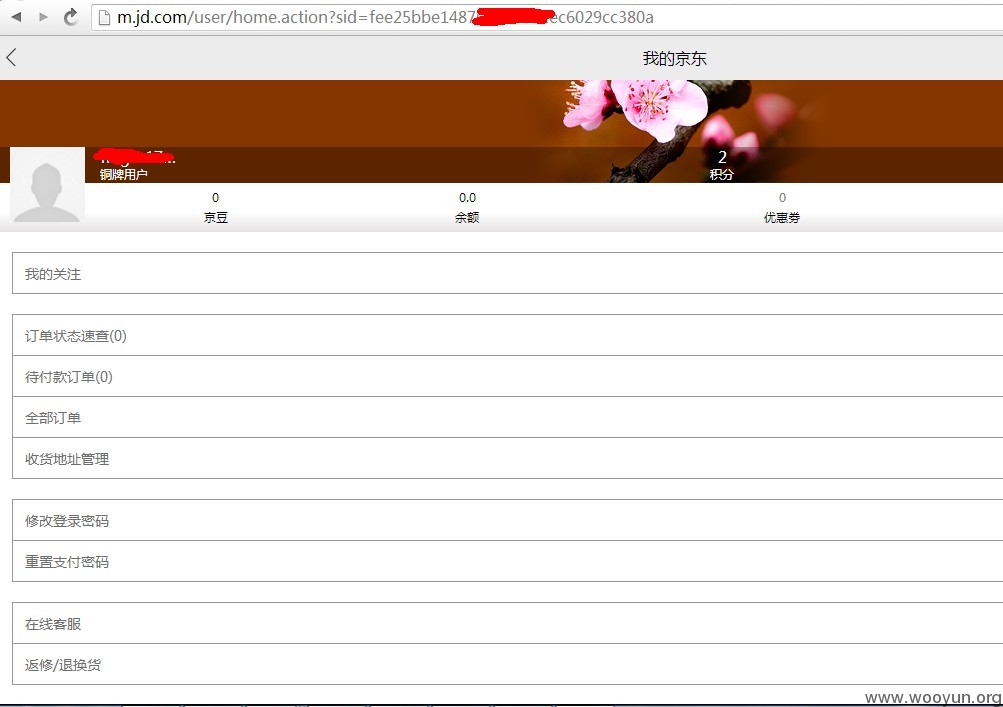 m.jd.com/user/home.action?sid=fee25bbe1487 ec6029cc380a
我的京东
2
铜牌用户
积分
0
0.0
0
京豆
余额
优惠券
我的关注
订单状态速查(0)
待付款订单(0)
全部订单
收货地址管理
修改登录密码
重置支付密码
在线客服
返修/退换货
www.wooyun.org